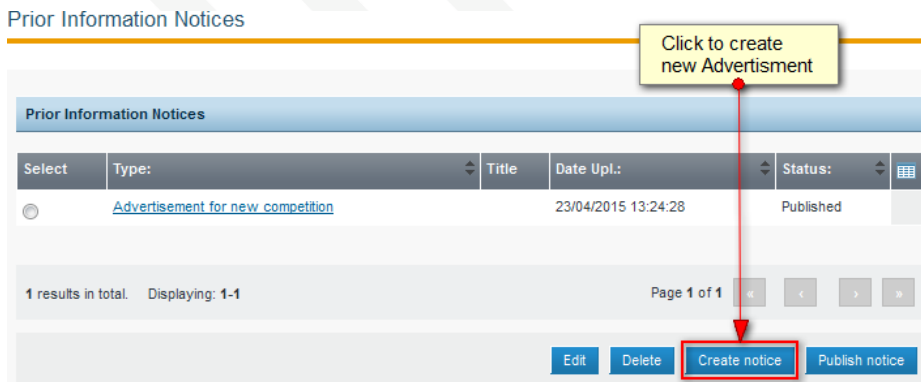 Prior Information Notices
Click to create
new Advertisment
Prior Information Notices
Select Type: Title Date Upl.: Status:
Advertisement for new competition 23/04/2015 13:24:28 Published
1 results in total. Displaying: 1-1 Page 1 of 1 « ‹ › »
Edit Delete Create notice Publish notice